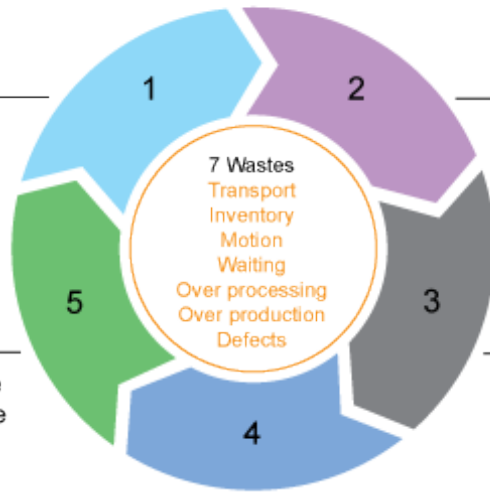 1
2
7 Wastes
Transport
Inventory
Motion
Waiting
Over processing
Over production
Defects
3
5
4